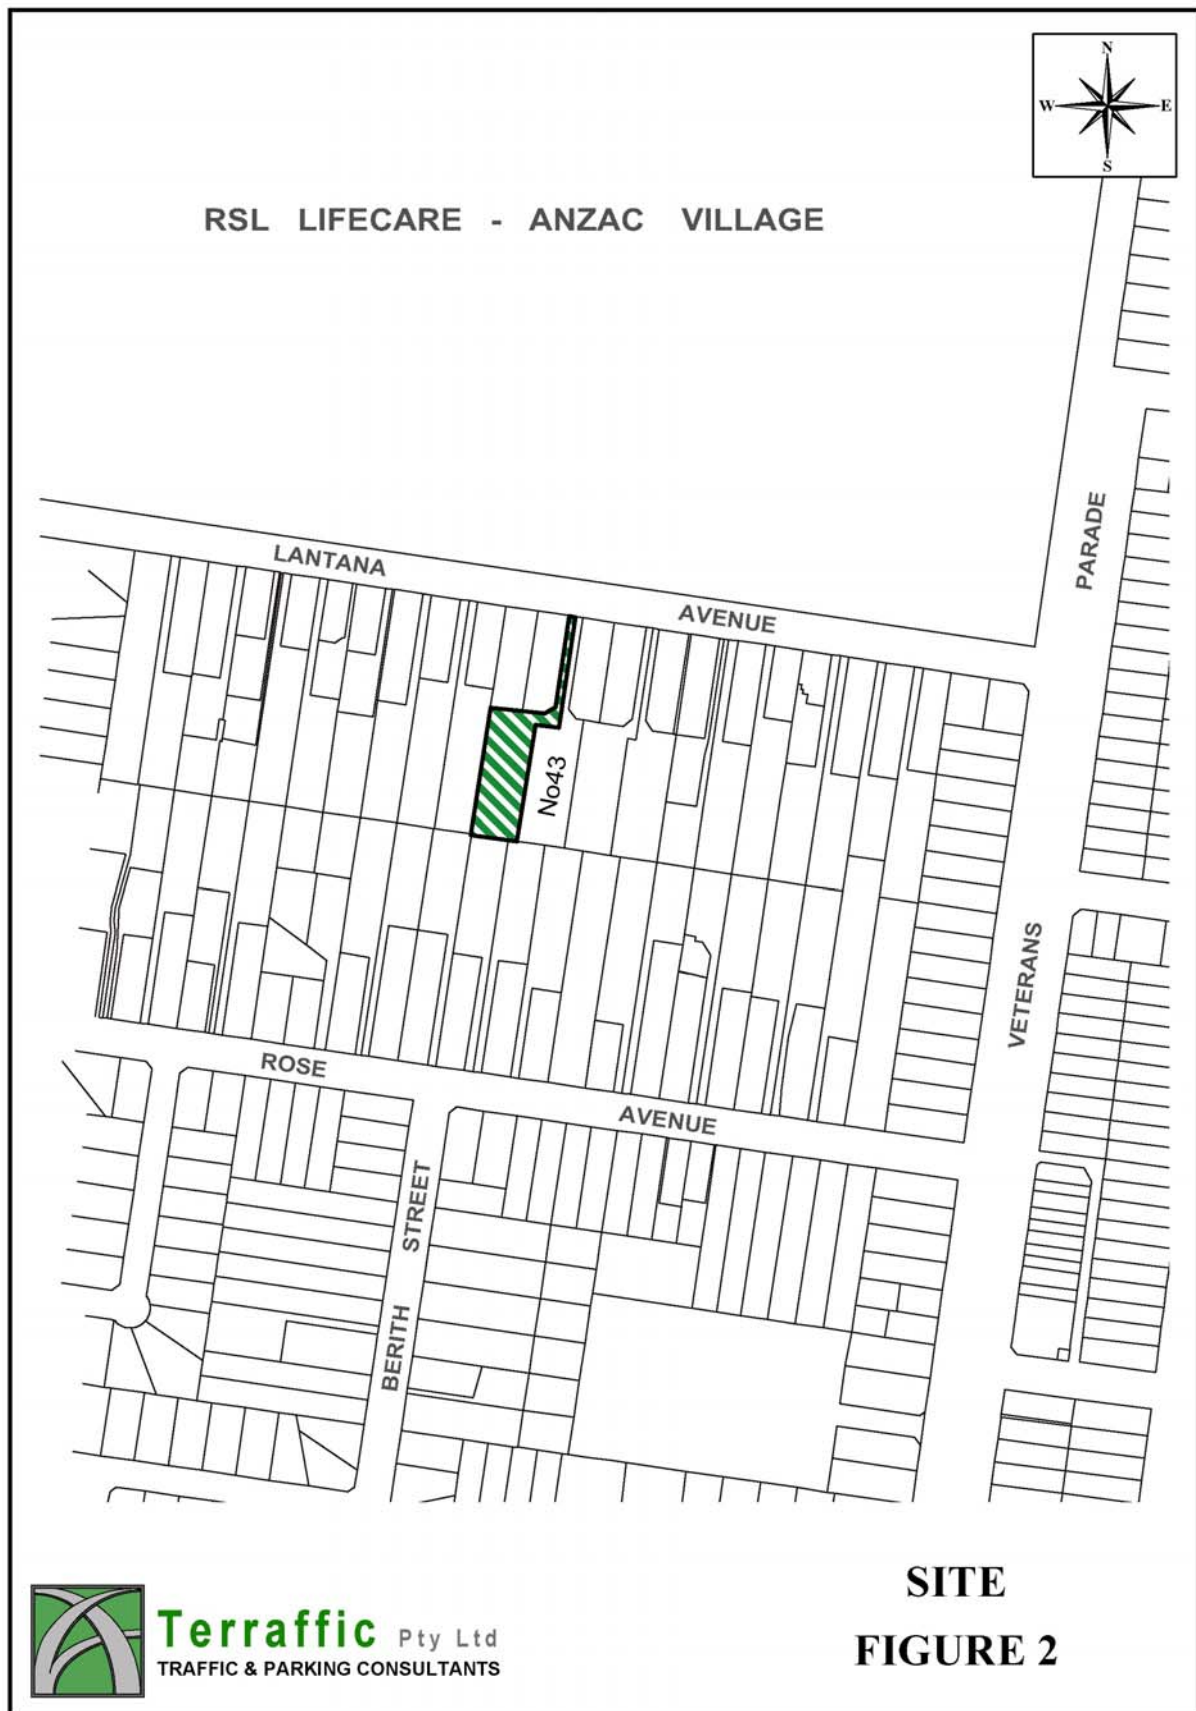 N
W E
S
RSL LIFECARE - ANZAC VILLAGE
PARADE
LANTANA
AVENUE
No43
VETERANS
ROSE
AVENUE
BERITH STREET
SITE
FIGURE 2
Terraffic Pty Ltd
TRAFFIC & PARKING CONSULTANTS